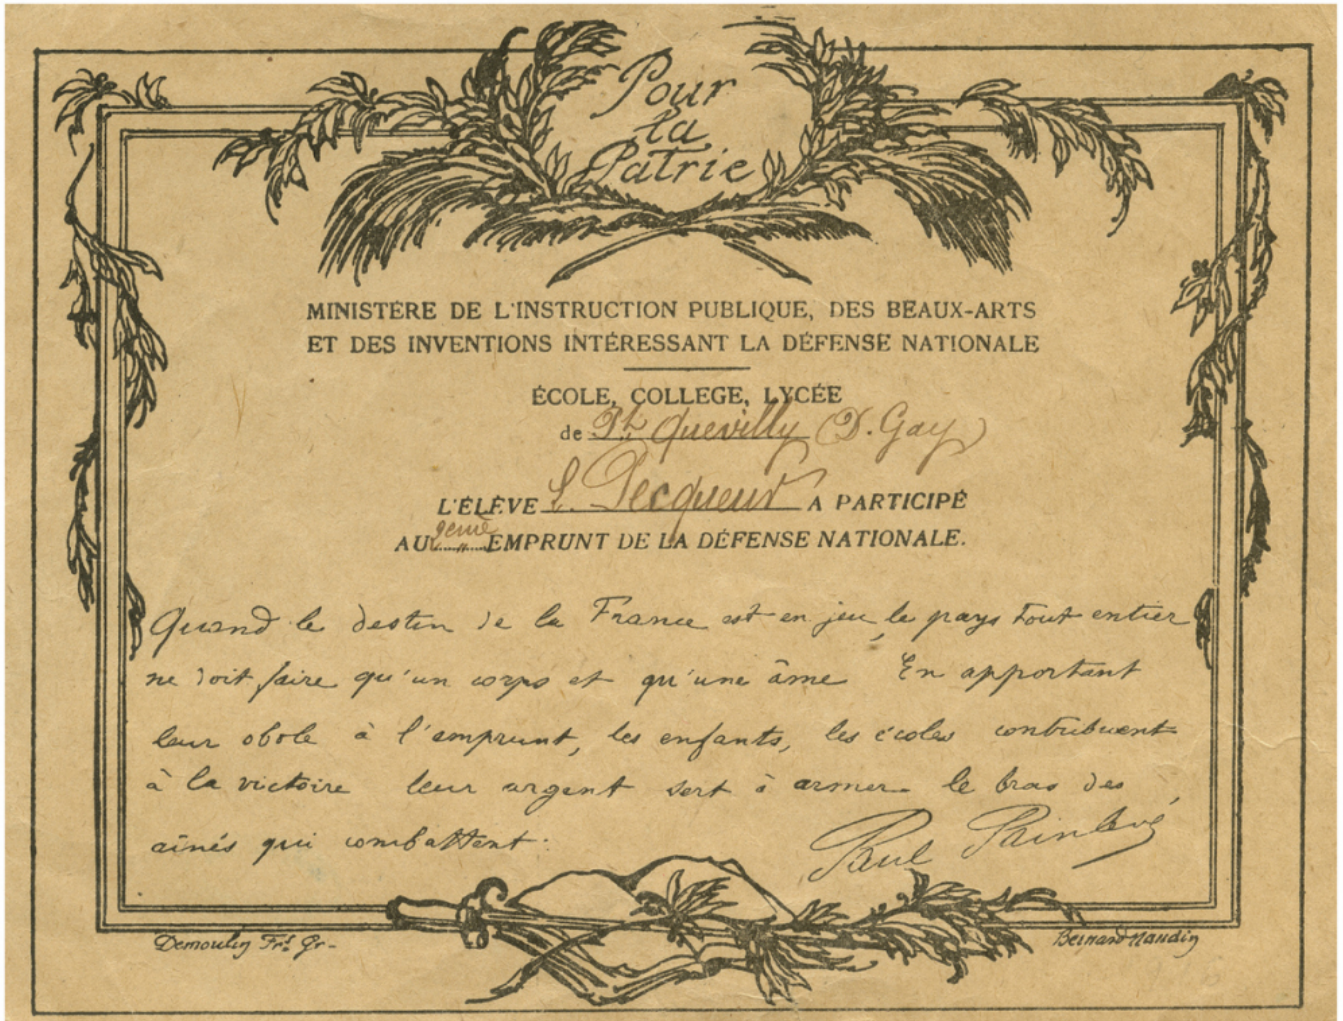 Pour
la
Patrie
MINISTÈRE DE L'INSTRUCTION PUBLIQUE, DES BEAUX-ARTS
ET DES INVENTIONS INTÉRESSANT LA DÉFENSE NATIONALE
ÉCOLE, COLLEGE, LYCÉE
de Pt Quevilly (D. Gay)
L'ÉLÈVE L. Pecqueur A PARTICIPÉ
AU 2eme EMPRUNT DE LA DÉFENSE NATIONALE.
Quand le destin de la France est en jeu, le pays tout entier
ne doit faire qu'un corps et qu'une âme En apportant
leur obole à l'emprunt, les enfants, les écoles contribuent
à la victoire leur argent sert à armer le bras des
aînés qui combattent.
Paul Painlevé
Demoulin Frs Gr-
Bernard Naudin